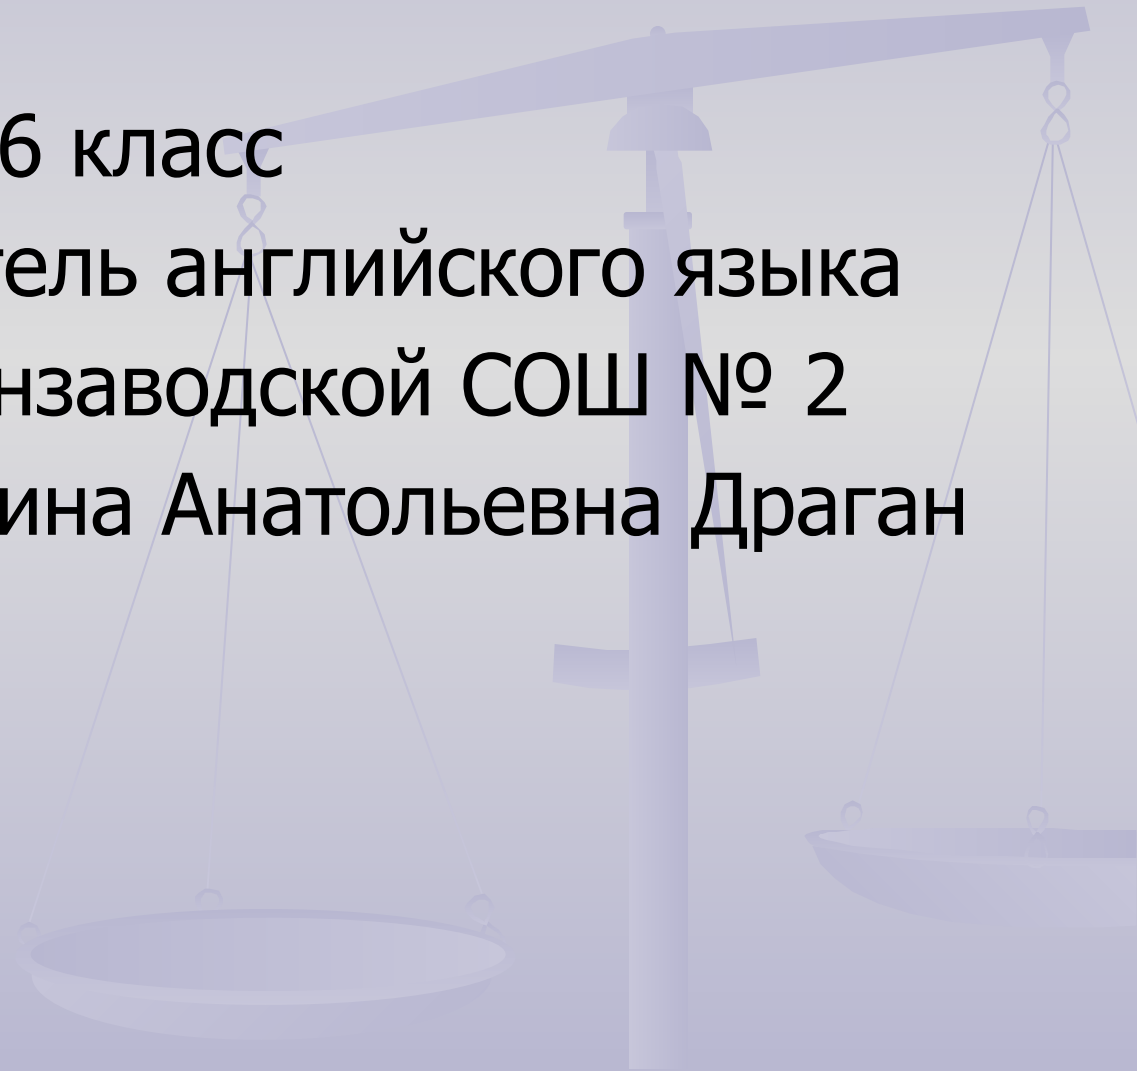 6 класс
тель английского языка
нзаводской СОШ № 2
ина Анатольевна Драган